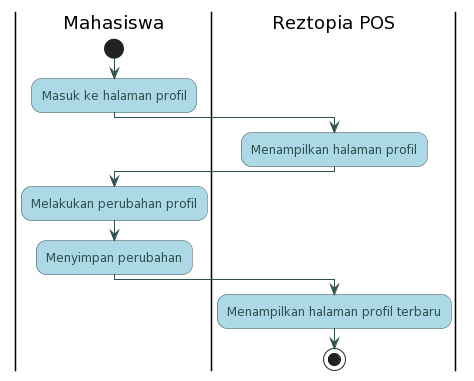 Mahasiswa
Reztopia POS
Masuk ke halaman profil
Menampilkan halaman profil
Melakukan perubahan profil
Menyimpan perubahan
Menampilkan halaman profil terbaru